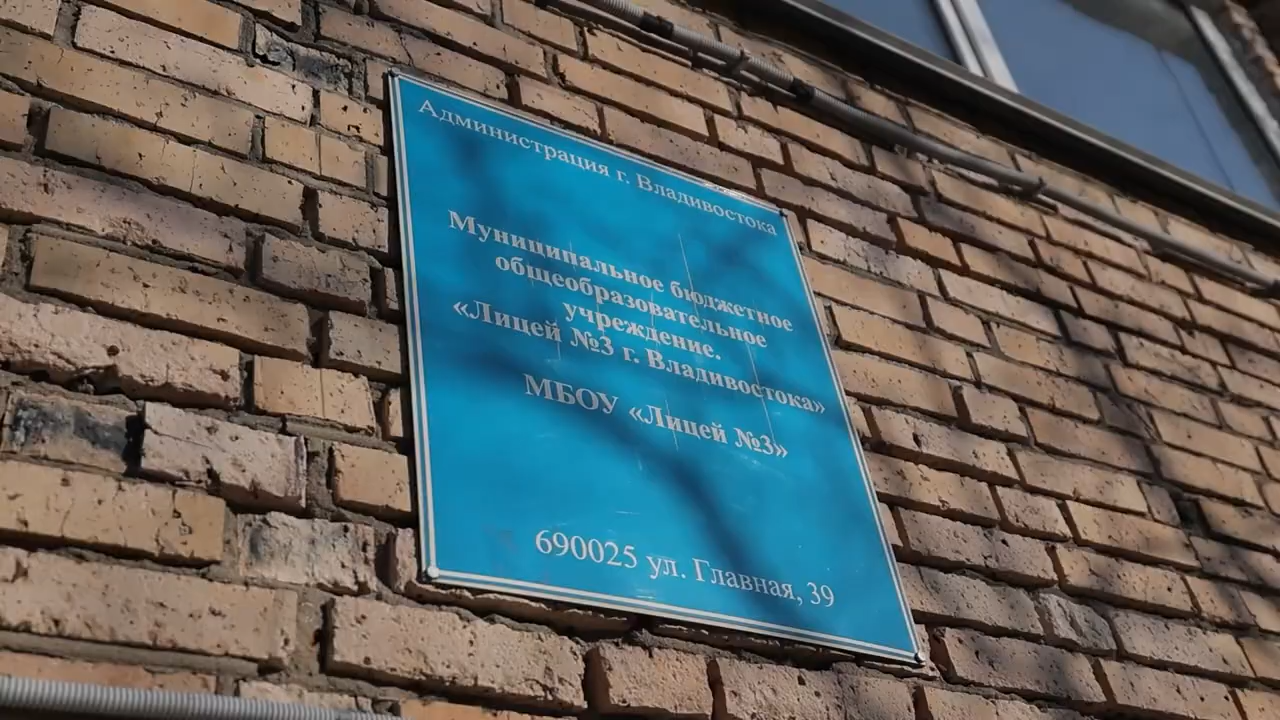 Администрация г. Владивостока
Муниципальное бюджетное
общеобразовательное
учреждение.
«Лицей №3 г. Владивостока»
МБОУ «Лицей №3»
690025 ул. Главная, 39